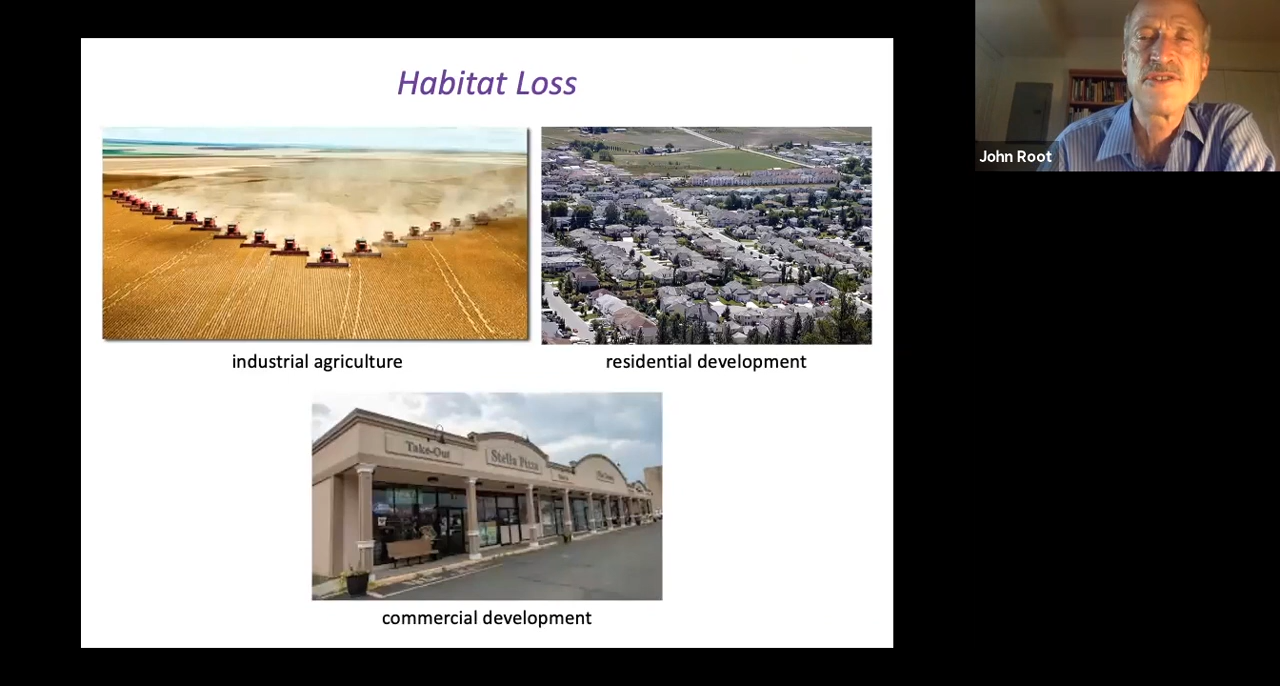 Habitat Loss
John Root
industrial agriculture
residential development
Take-Out
Stella Pizza
commercial development